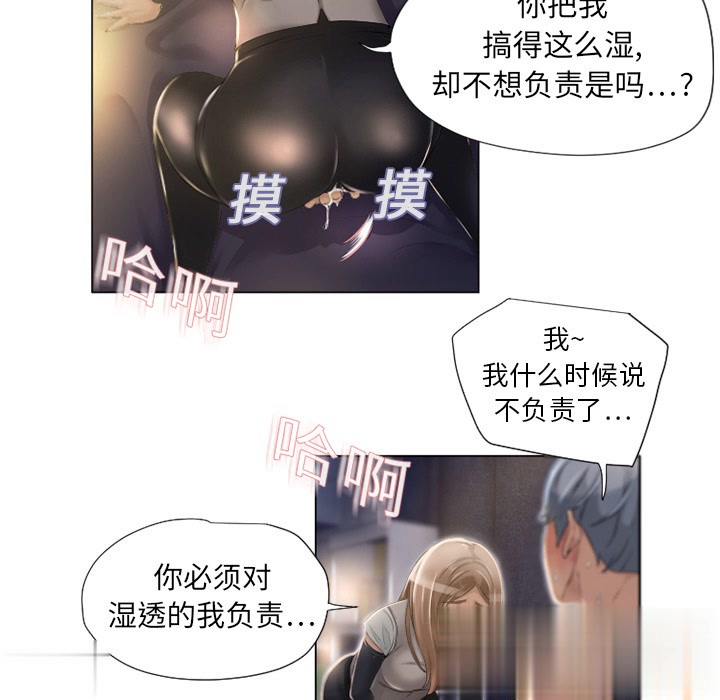 你把我
搞得这么湿,
却不想负责是吗...?
摸
摸
哈啊
我~
我什么时候说
不负责了...
哈啊
你必须对
湿透的我负责...